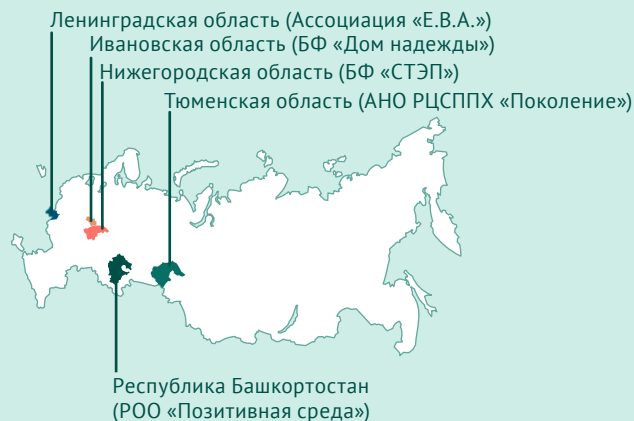 Ленинградская область (Ассоциация «Е.В.А.»)
Ивановская область (БФ «Дом надежды»)
Нижегородская область (БФ «СТЭП»)
Тюменская область (АНО РЦСППХ «Поколение»)
Республика Башкортостан
(РОО «Позитивная среда»)